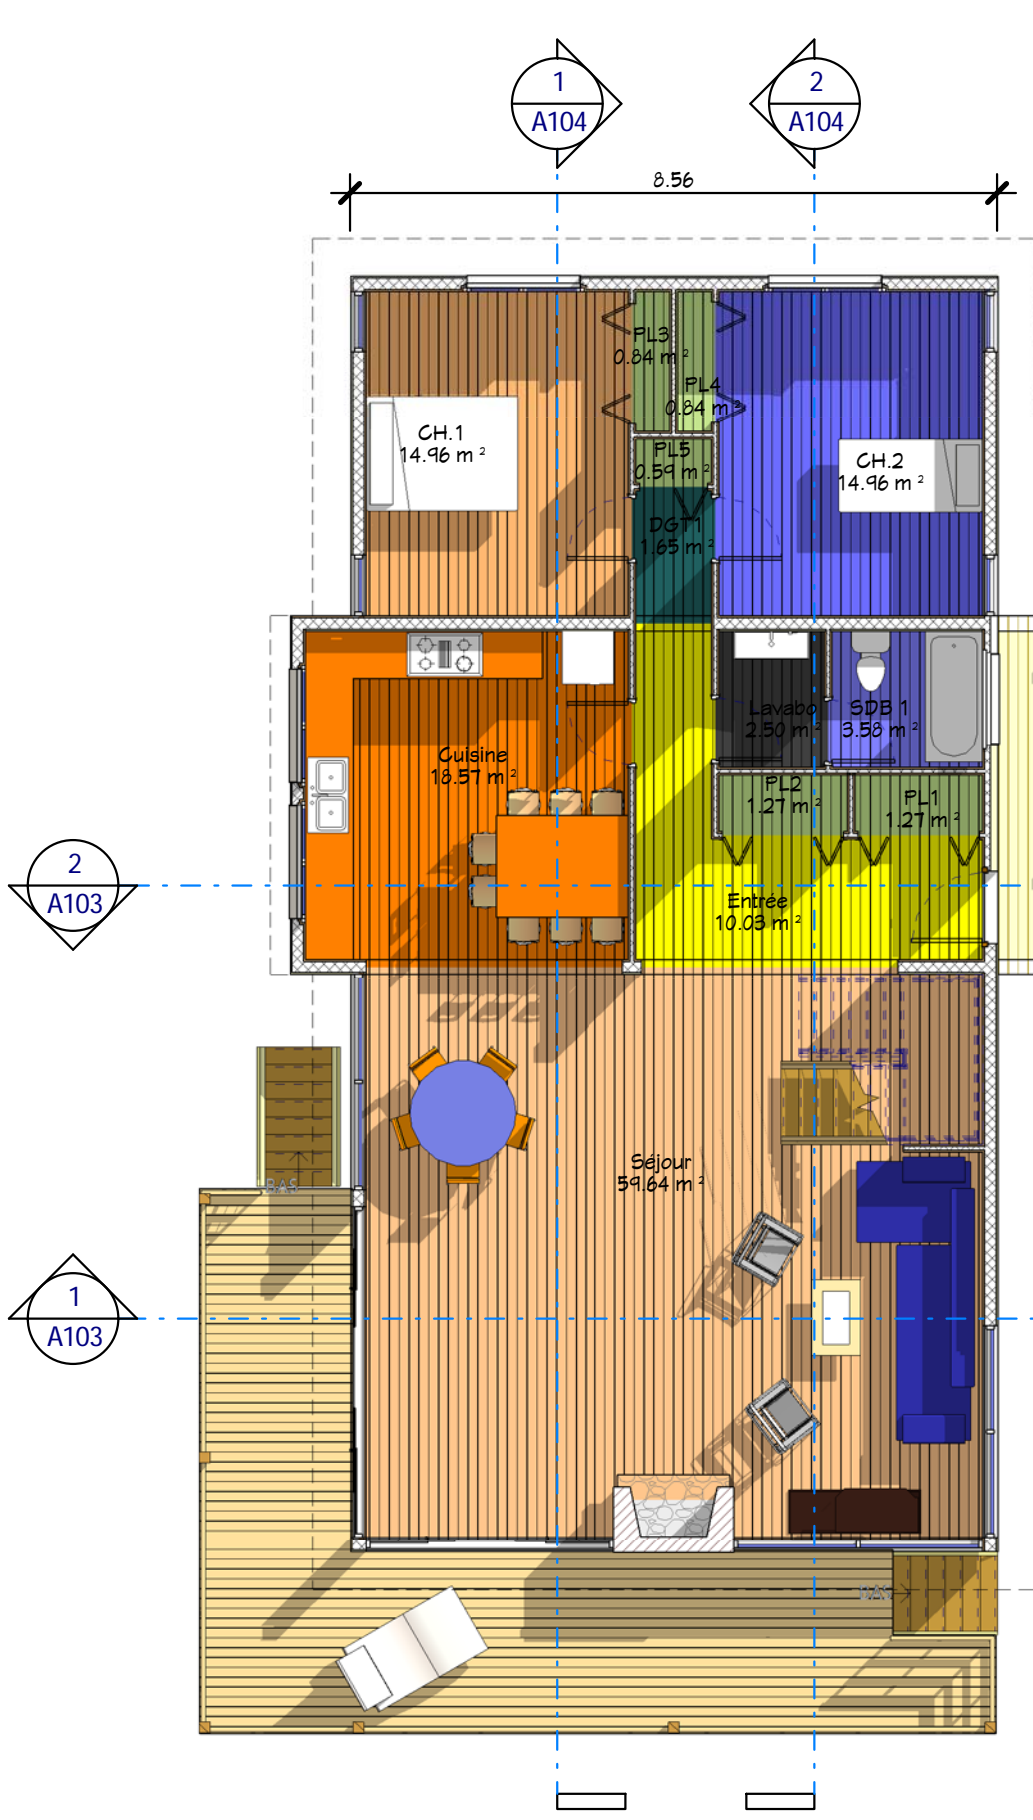 1
A104
2
A104
8.56
PL3
0.84 m²
PL4
0.84 m²
CH.1
14.96 m²
PL5
0.59 m²
CH.2
14.96 m²
DGT1
1.65 m²
Lavabo
2.50 m²
SDB 1
3.58 m²
Cuisine
18.57 m²
PL2
1.27 m²
PL1
1.27 m²
2
A103
Entrée
10.03 m²
Séjour
59.64 m²
BAS
1
A103
BAS